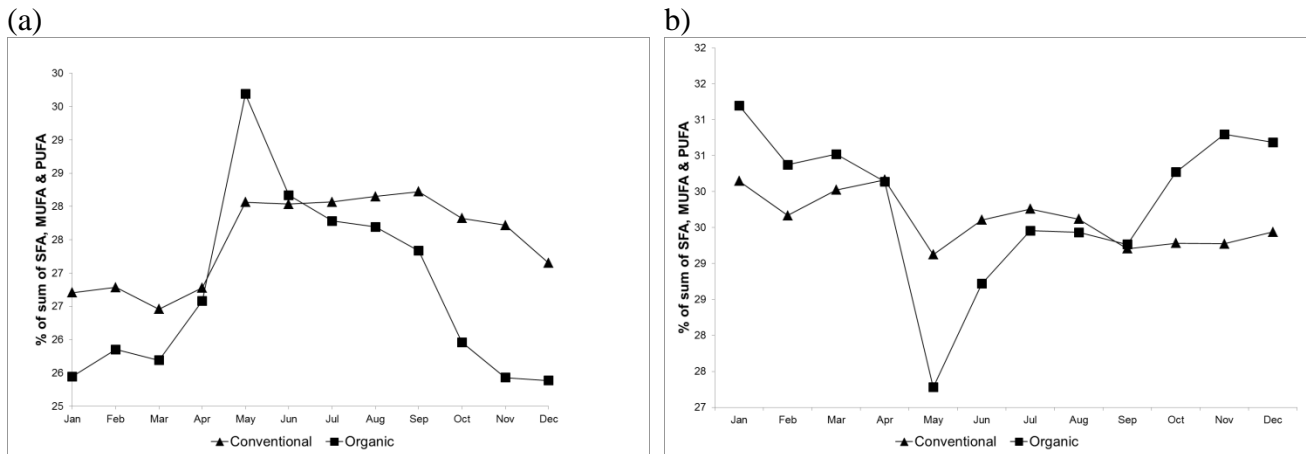 (a)
% of sum of SFA, MUFA & PUFA
30
30
29
28
28
28
27
27
26
26
25
Jan Feb Mar Apr May Jun Jul Aug Sep Oct Nov Dec
Conventional Organic
b)
% of sum of SFA, MUFA & PUFA
32
32
31
31
30
30
29
29
28
28
27
Jan Feb Mar Apr May Jun Jul Aug Sep Oct Nov Dec
Conventional Organic